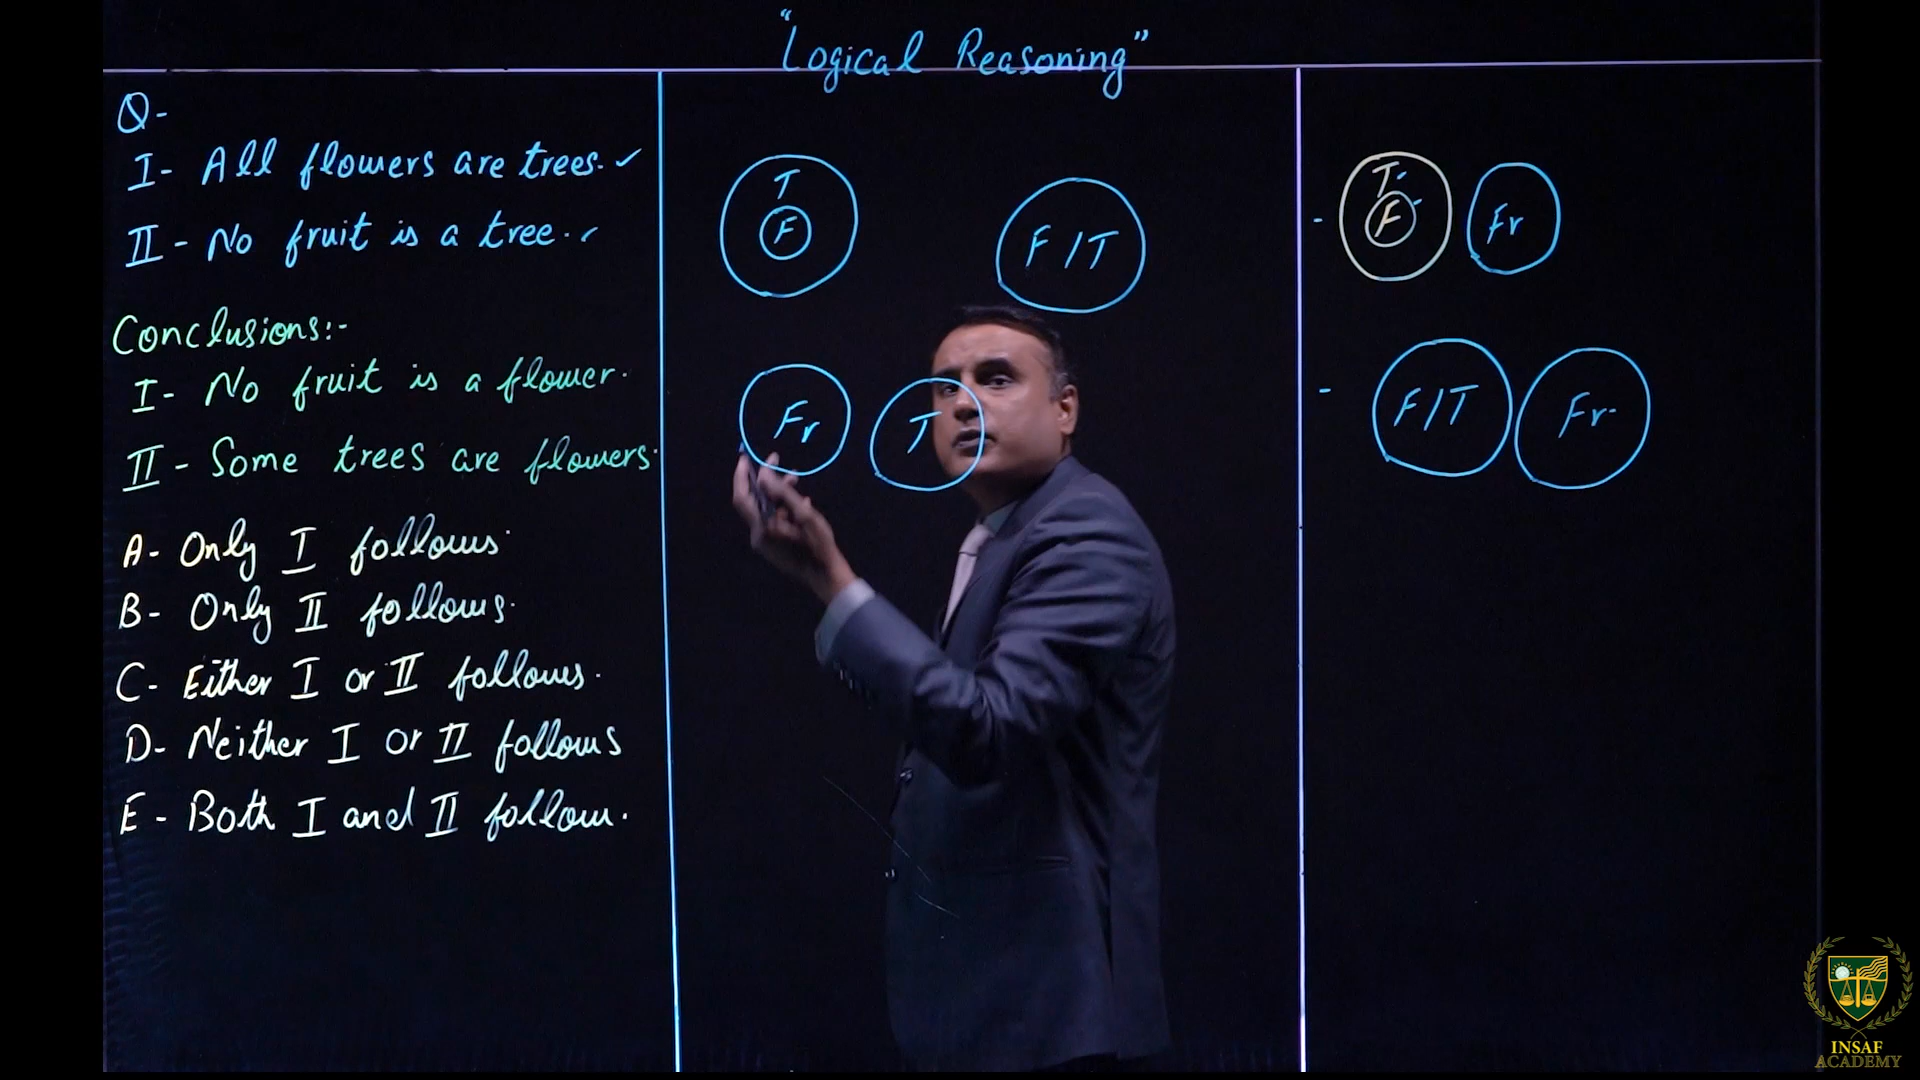 "Logical Reasoning"
Q-
I- All flowers are trees. ✓
II- No fruit is a tree. ✓
Conclusions:-
I- No fruit is a flower.
II- Some trees are flowers.
A- Only I follows.
B- Only II follows.
C- Either I or II follows.
D- Neither I or II follows
E- Both I and II follow.
T
F
F/T
Fr
T
T
F
Fr
F/T
Fr
INSAF
ACADEMY